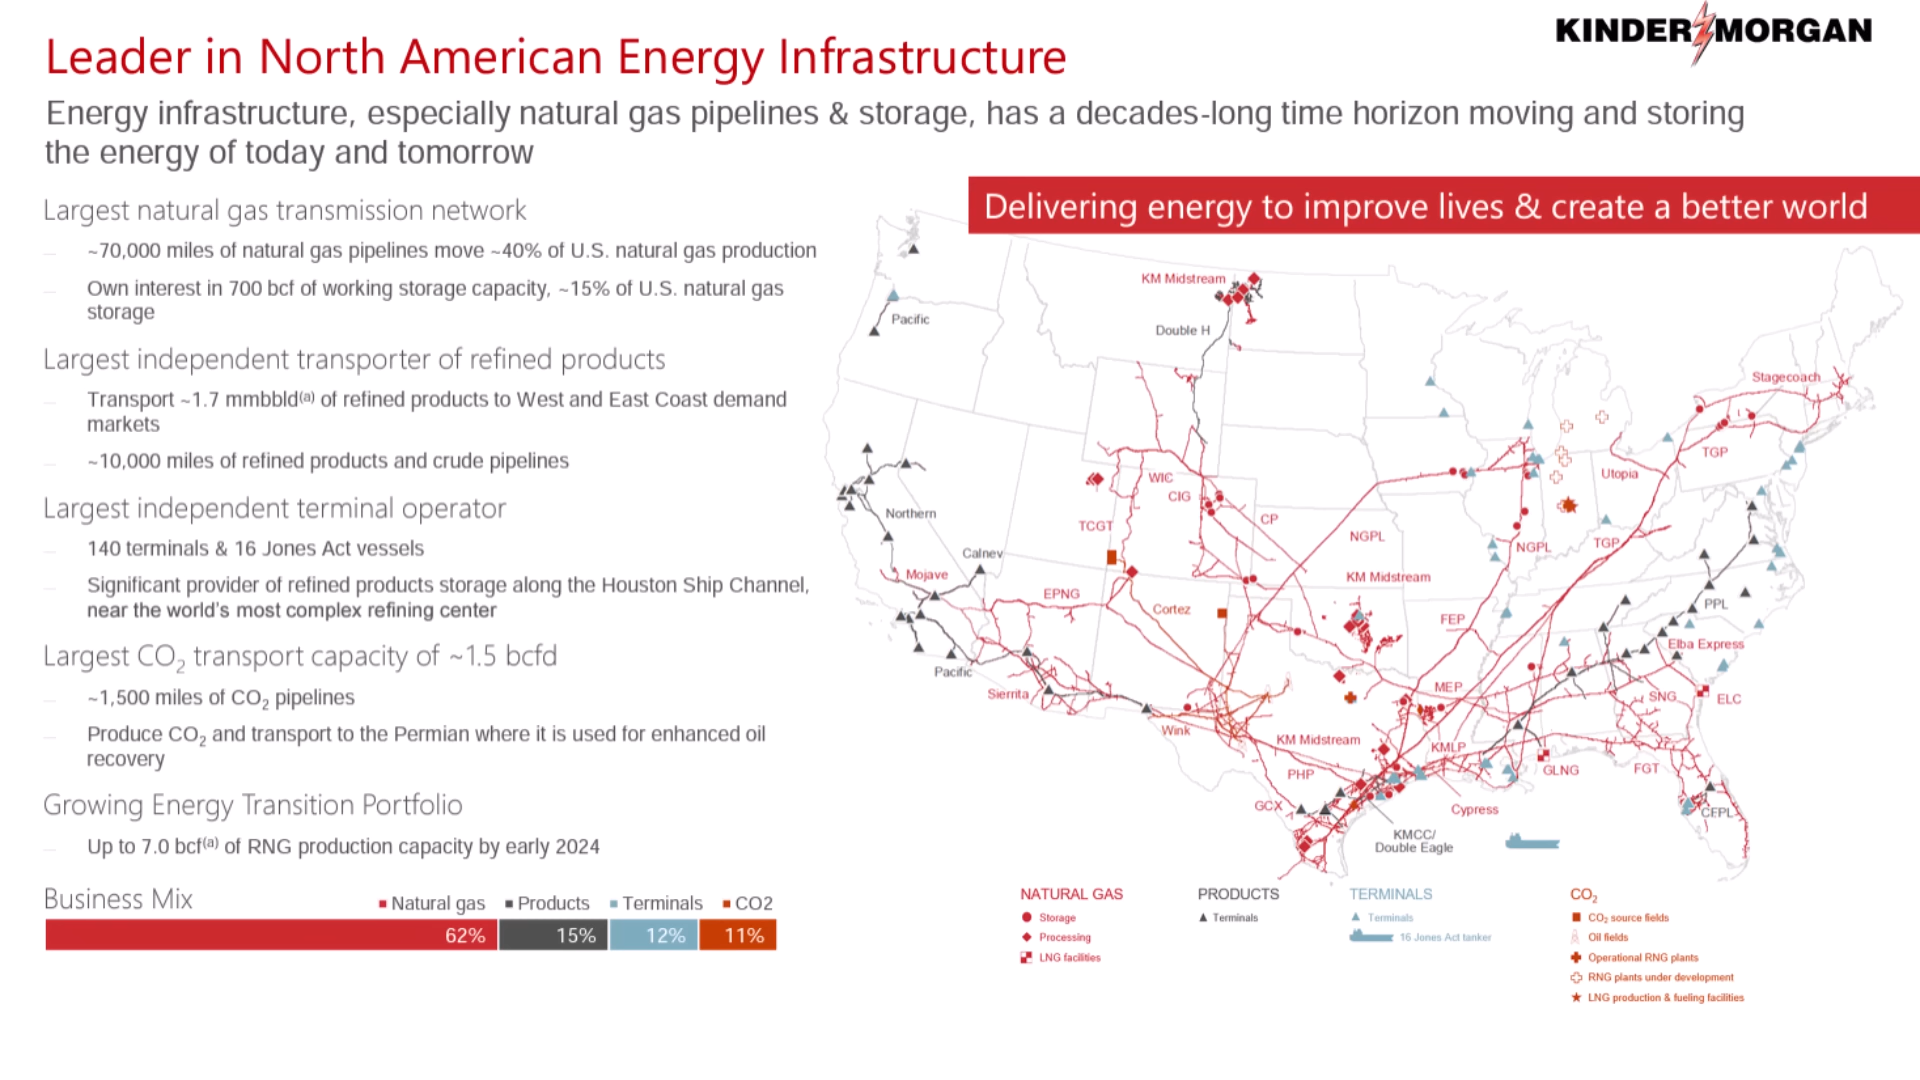 KINDER MORGAN
Leader in North American Energy Infrastructure
Energy infrastructure, especially natural gas pipelines & storage, has a decades-long time horizon moving and storing
the energy of today and tomorrow
Delivering energy to improve lives & create a better world
Largest natural gas transmission network
~70,000 miles of natural gas pipelines move ~40% of U.S. natural gas production
Own interest in 700 bcf of working storage capacity, ~15% of U.S. natural gas
storage
Largest independent transporter of refined products
Transport ~1.7 mmbbld(a) of refined products to West and East Coast demand
markets
~10,000 miles of refined products and crude pipelines
Largest independent terminal operator
140 terminals & 16 Jones Act vessels
Significant provider of refined products storage along the Houston Ship Channel,
near the world's most complex refining center
Largest CO2 transport capacity of ~1.5 bcfd
~1,500 miles of CO2 pipelines
Produce CO2 and transport to the Permian where it is used for enhanced oil
recovery
Growing Energy Transition Portfolio
Up to 7.0 bcf(a) of RNG production capacity by early 2024
Business Mix
Natural gas
Products
Terminals
CO2
62%
15%
12%
11%
KM Midstream
Pacific
Double H
Stagecoach
TGP
Utopia
WIC
CIG
CP
Northern
TCGT
NGPL
NGPL
TGP
Calnev
Mojave
KM Midstream
EPNG
Cortez
FEP
PPL
Elba Express
Pacific
Sierrita
MEP
SNG
ELC
Wink
KM Midstream
KMLP
PHP
GLNG
FGT
GCX
Cypress
CEPL
KMCC/
Double Eagle
NATURAL GAS
Storage
Processing
LNG facilities
PRODUCTS
Terminals
TERMINALS
Terminals
16 Jones Act tanker
CO2
CO2 source fields
Oil fields
Operational RNG plants
RNG plants under development
LNG production & fueling facilities